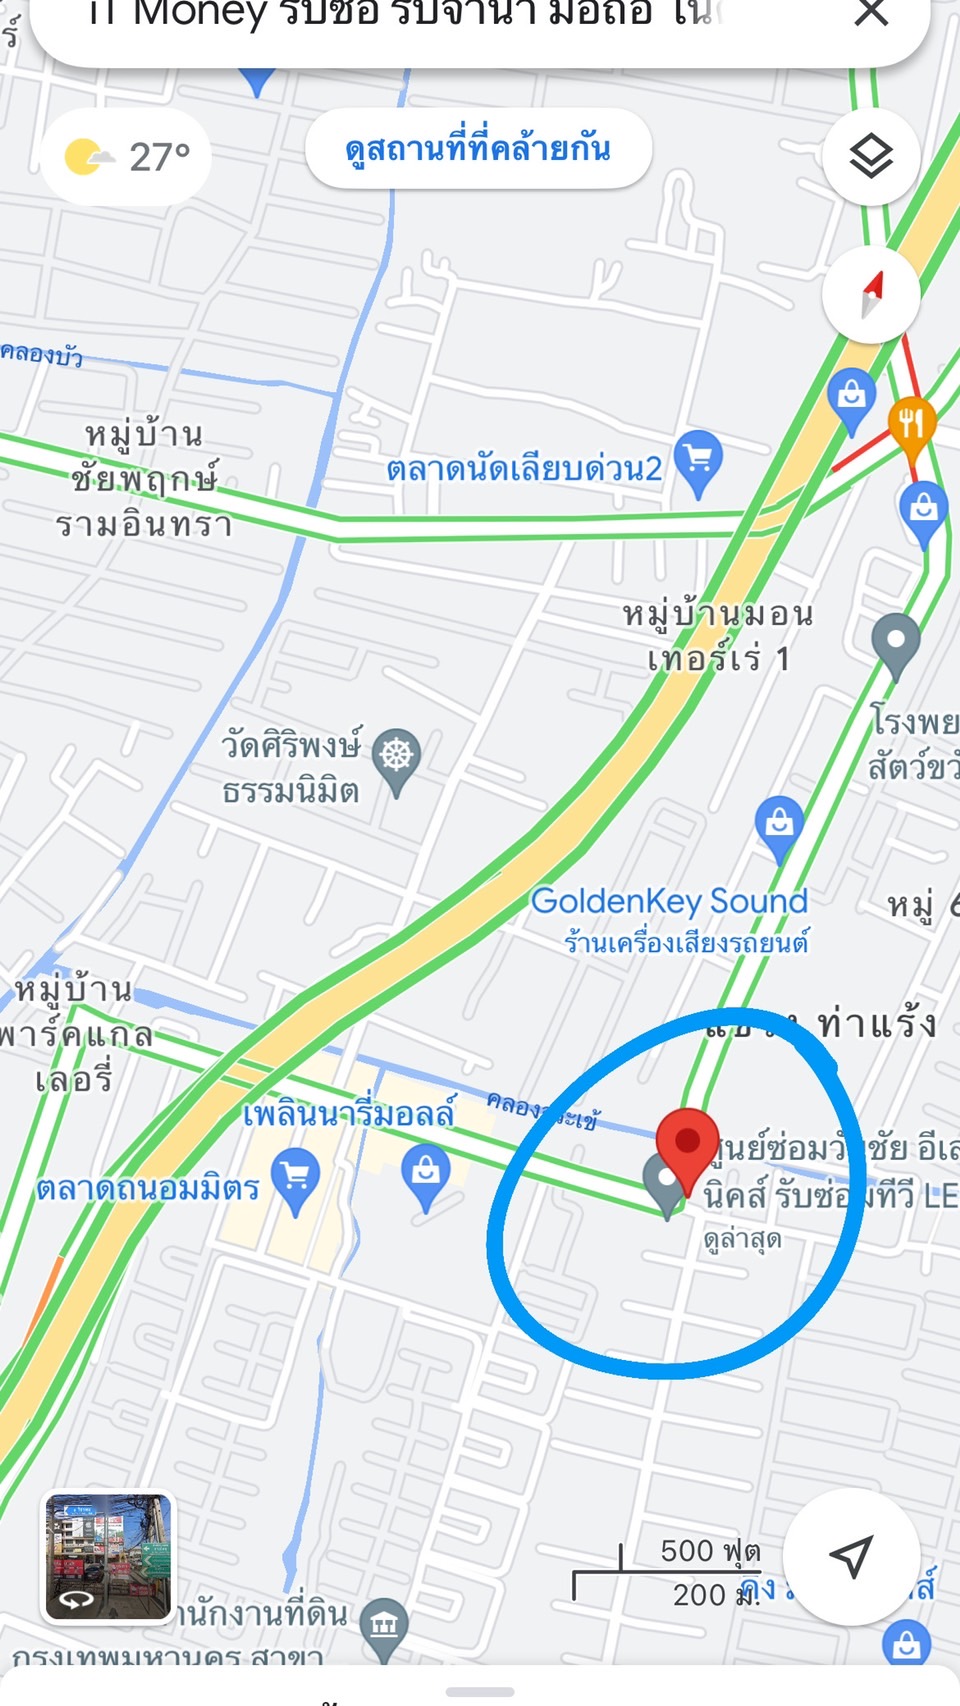 iT Money รับซื้อ รับจำนำ มือถือ
27°
ดูสถานที่ที่คล้ายกัน
คลองบัว
หมู่บ้าน
ชัยพฤกษ์
รามอินทรา
ตลาดนัดเลียบด่วน2
หมู่บ้านมอน
เทอร์เร่ 1
โรงพย
สัตว์ขวั
วัดศิริพงษ์
ธรรมนิมิต
GoldenKey Sound
ร้านเครื่องเสียงรถยนต์
หมู่ 6
หมู่บ้าน
พาร์คแกล
เลอรี่
แขวง ท่าแร้ง
คลองจระเข้
เพลินนารี่มอลล์
ตลาดถนอมมิตร
ศูนย์ซ่อมวันชัย อีเล
นิคส์ รับซ่อมทีวี LE
ดูล่าสุด
500 ฟุต
200 ม.
สำนักงานที่ดิน
กรุงเทพมหานคร สาขา